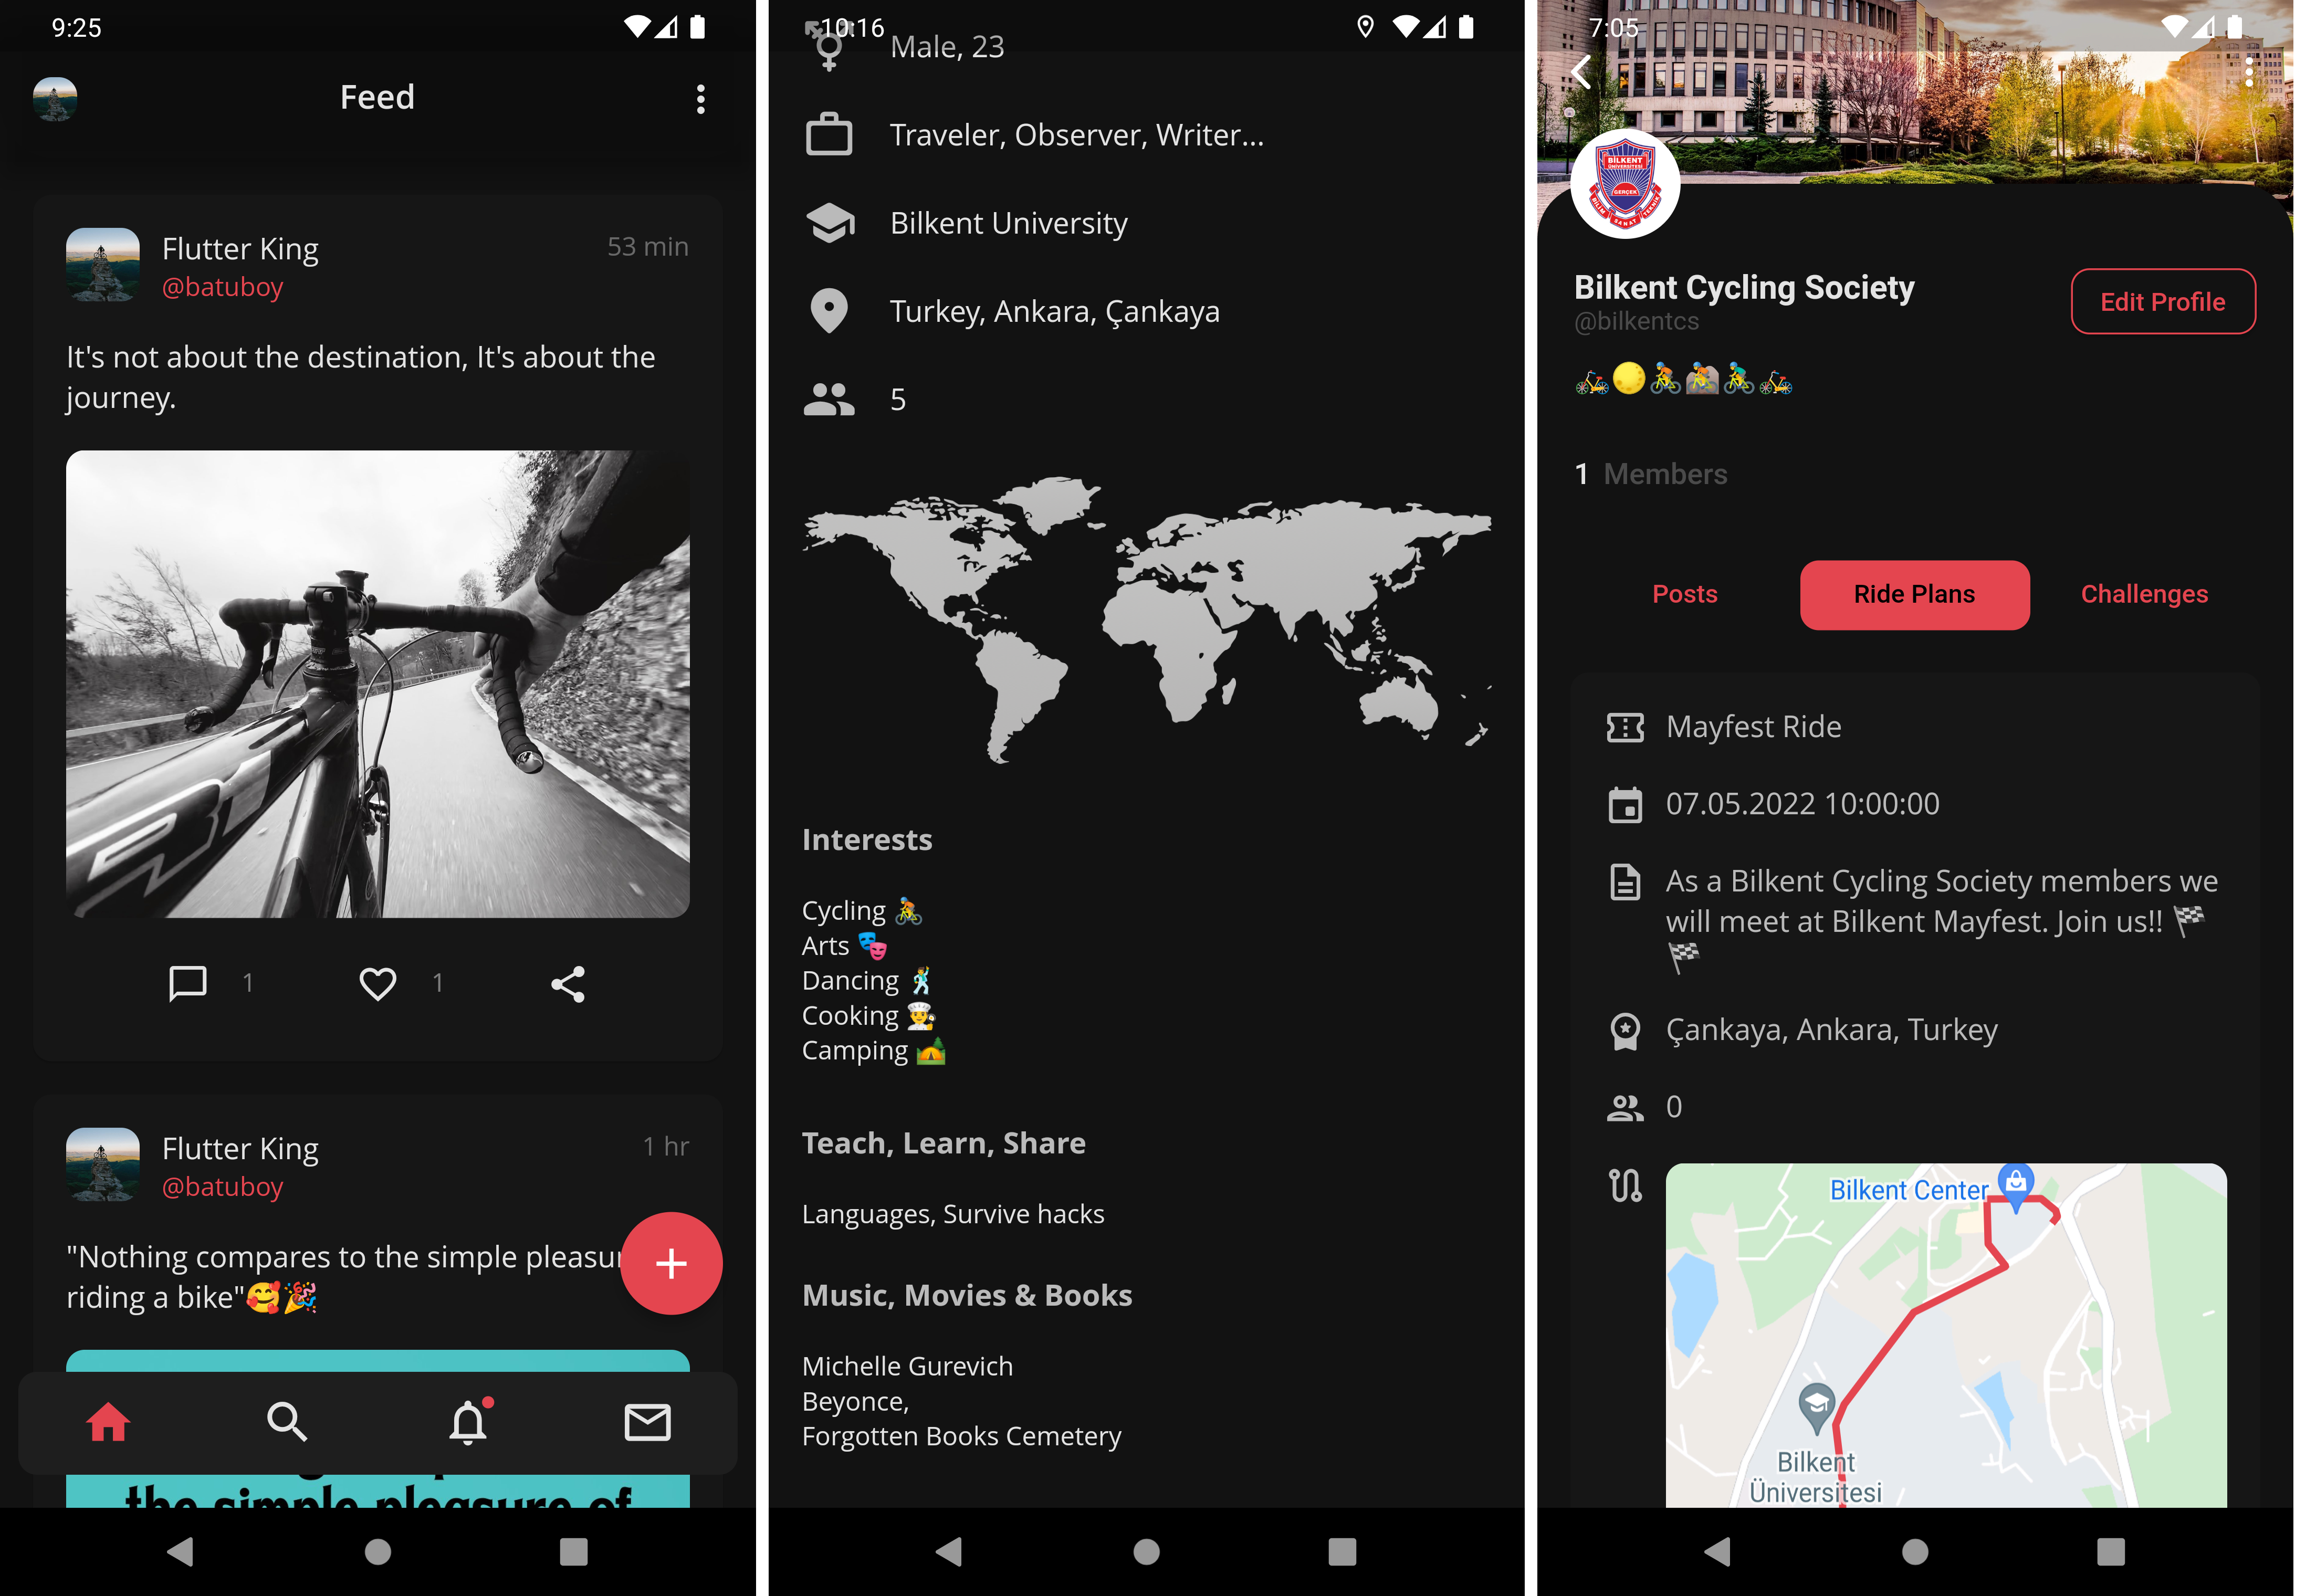 9:25
Feed
Flutter King
53 min
@batuboy
It's not about the destination, It's about the
journey.
1
1
Flutter King
1 hr
@batuboy
"Nothing compares to the simple
riding a bike"🥰🎉
the simple pleasure of
10:16
Male, 23
Traveler, Observer, Writer...
Bilkent University
Turkey, Ankara, Çankaya
5
Interests
Cycling 🚴
Arts 🎭
Dancing 🕺
Cooking 👨‍🍳
Camping 🏕️
Teach, Learn, Share
Languages, Survive hacks
Music, Movies & Books
Michelle Gurevich
Beyonce,
Forgotten Books Cemetery
7:05
BİLKENT
ÜNİVERSİTESİ
GERÇEK
BİLİM SANAT TEKNİK
Bilkent Cycling Society
Edit Profile
@bilkentcs
🚲🌕🚴🚵🚴‍♂️🚲
1 Members
Posts
Ride Plans
Challenges
Mayfest Ride
07.05.2022 10:00:00
As a Bilkent Cycling Society members we
will meet at Bilkent Mayfest. Join us!! 🏁
🏁
Çankaya, Ankara, Turkey
0
Bilkent Center
Bilkent
Üniversitesi